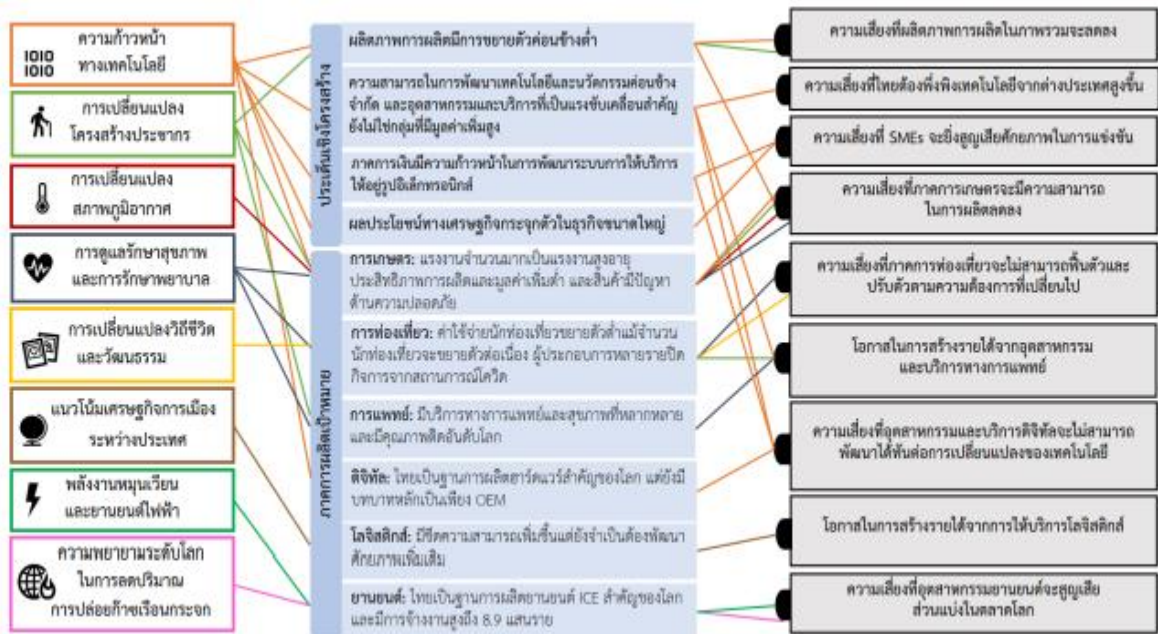 1010
1010
ความก้าวหน้า
ทางเทคโนโลยี
การเปลี่ยนแปลง
โครงสร้างประชากร
การเปลี่ยนแปลง
สภาพภูมิอากาศ
การดูแลรักษาสุขภาพ
และการรักษาพยาบาล
การเปลี่ยนแปลงวิถีชีวิต
และวัฒนธรรม
แนวโน้มเศรษฐกิจการเมือง
ระหว่างประเทศ
พลังงานหมุนเวียน
และยานยนต์ไฟฟ้า
ความพยายามระดับโลก
ในการลดปริมาณ
การปล่อยก๊าซเรือนกระจก
ประเด็นเชิงโครงสร้าง
ผลิตภาพการผลิตมีการขยายตัวค่อนข้างต่ำ
ความสามารถในการพัฒนาเทคโนโลยีและนวัตกรรมค่อนข้าง
จำกัด และอุตสาหกรรมและบริการที่เป็นแรงขับเคลื่อนสำคัญ
ยังไม่ใช่กลุ่มที่มีมูลค่าเพิ่มสูง
ภาคการเงินมีความก้าวหน้าในการพัฒนาระบบการให้บริการ
ให้อยู่รูปอิเล็กทรอนิกส์
ผลประโยชน์ทางเศรษฐกิจกระจุกตัวในธุรกิจขนาดใหญ่
ภาคการผลิตเป้าหมาย
การเกษตร: แรงงานจำนวนมากเป็นแรงงานสูงอายุ
ประสิทธิภาพการผลิตและมูลค่าเพิ่มต่ำ และสินค้ามีปัญหา
ด้านความปลอดภัย
การท่องเที่ยว: ค่าใช้จ่ายนักท่องเที่ยวขยายตัวต่ำแม้จำนวน
นักท่องเที่ยวจะขยายตัวต่อเนื่อง ผู้ประกอบการหลายรายปิด
กิจการจากสถานการณ์โควิด
การแพทย์: มีบริการทางการแพทย์และสุขภาพที่หลากหลาย
และมีคุณภาพติดอันดับโลก
ดิจิทัล: ไทยเป็นฐานการผลิตฮาร์ดแวร์สำคัญของโลก แต่ยังมี
บทบาทหลักเป็นเพียง OEM
โลจิสติกส์: มีขีดความสามารถเพิ่มขึ้นแต่ยังจำเป็นต้องพัฒนา
ศักยภาพเพิ่มเติม
ยานยนต์: ไทยเป็นฐานการผลิตยานยนต์ ICE สำคัญของโลก
และมีการจ้างงานสูงถึง 8.9 แสนราย
ความเสี่ยงที่ผลิตภาพการผลิตในภาพรวมจะลดลง
ความเสี่ยงที่ไทยต้องพึ่งพิงเทคโนโลยีจากต่างประเทศสูงขึ้น
ความเสี่ยงที่ SMEs จะยิ่งสูญเสียศักยภาพในการแข่งขัน
ความเสี่ยงที่ภาคการเกษตรจะมีความสามารถ
ในการผลิตลดลง
ความเสี่ยงที่ภาคการท่องเที่ยวจะไม่สามารถฟื้นตัวและ
ปรับตัวตามความต้องการที่เปลี่ยนไป
โอกาสในการสร้างรายได้จากอุตสาหกรรม
และบริการทางการแพทย์
ความเสี่ยงที่อุตสาหกรรมและบริการดิจิทัลจะไม่สามารถ
พัฒนาได้ทันต่อการเปลี่ยนแปลงของเทคโนโลยี
โอกาสในการสร้างรายได้จากการให้บริการโลจิสติกส์
ความเสี่ยงที่อุตสาหกรรมยานยนต์จะสูญเสีย
ส่วนแบ่งในตลาดโลก